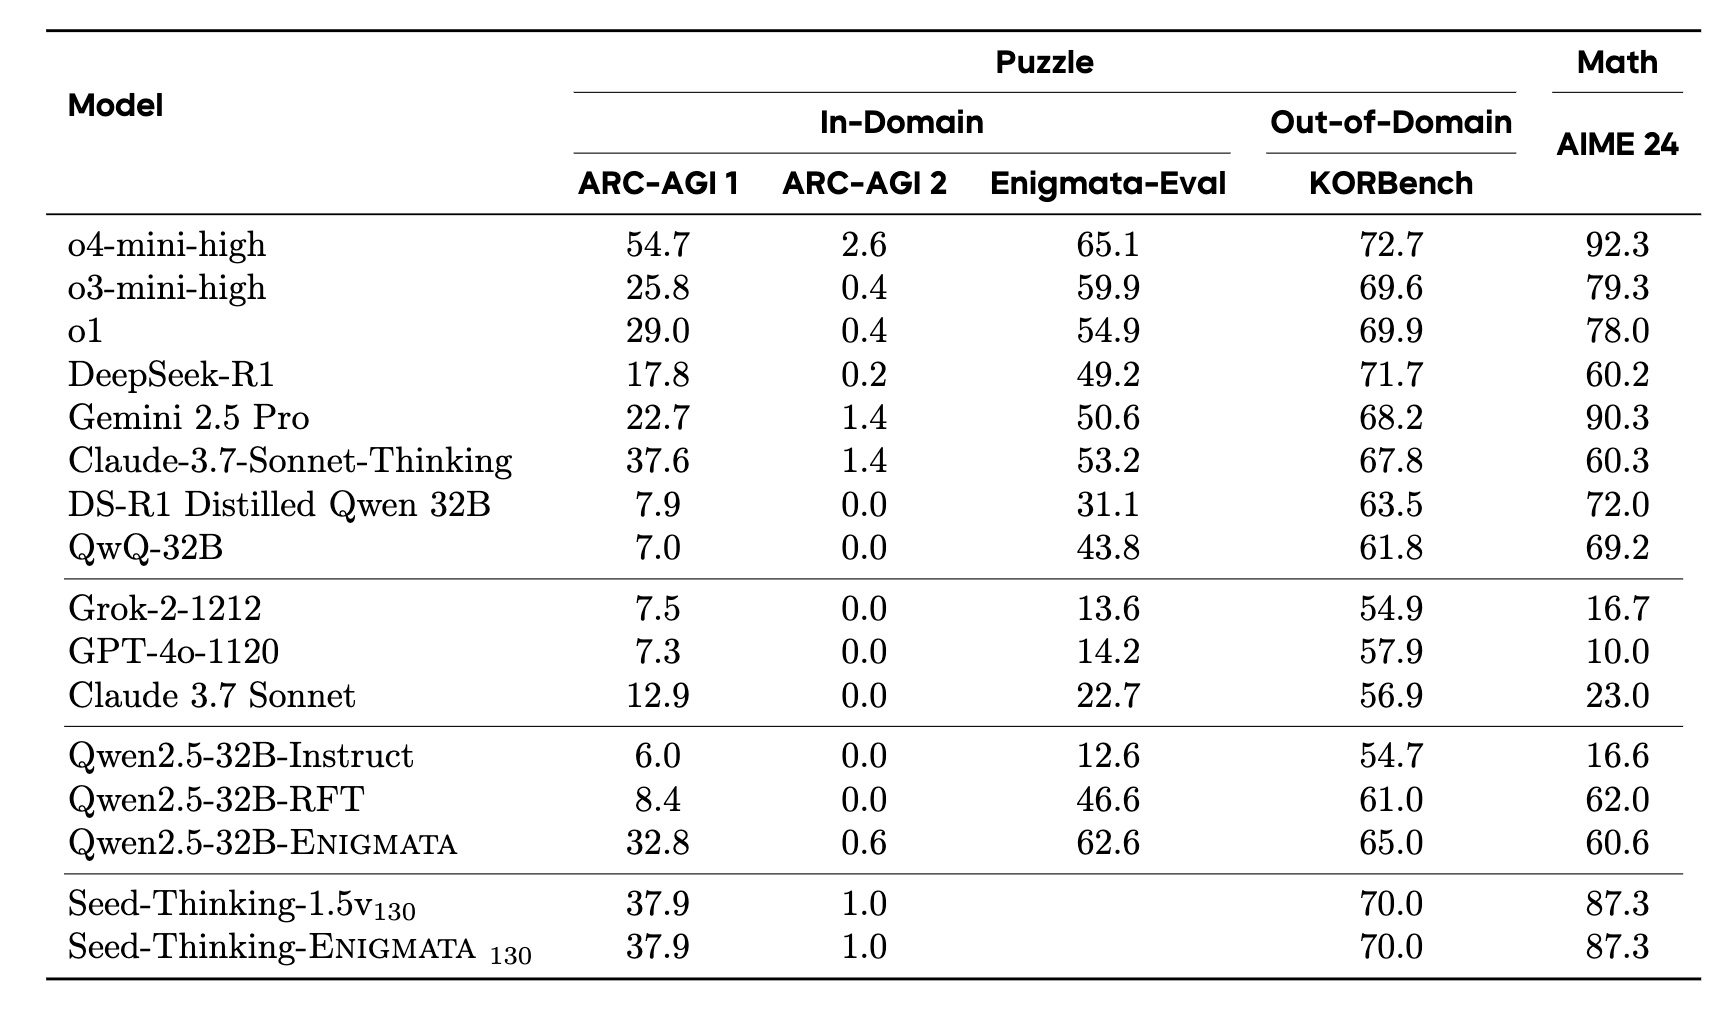 Puzzle Math
Model
In-Domain Out-of-Domain
AIME 24
ARC-AGI 1 ARC-AGI 2 Enigmata-Eval KORBench
o4-mini-high 54.7 2.6 65.1 72.7 92.3
o3-mini-high 25.8 0.4 59.9 69.6 79.3
o1 29.0 0.4 54.9 69.9 78.0
DeepSeek-R1 17.8 0.2 49.2 71.7 60.2
Gemini 2.5 Pro 22.7 1.4 50.6 68.2 90.3
Claude-3.7-Sonnet-Thinking 37.6 1.4 53.2 67.8 60.3
DS-R1 Distilled Qwen 32B 7.9 0.0 31.1 63.5 72.0
QwQ-32B 7.0 0.0 43.8 61.8 69.2
Grok-2-1212 7.5 0.0 13.6 54.9 16.7
GPT-4o-1120 7.3 0.0 14.2 57.9 10.0
Claude 3.7 Sonnet 12.9 0.0 22.7 56.9 23.0
Qwen2.5-32B-Instruct 6.0 0.0 12.6 54.7 16.6
Qwen2.5-32B-RFT 8.4 0.0 46.6 61.0 62.0
Qwen2.5-32B-ENIGMATA 32.8 0.6 62.6 65.0 60.6
Seed-Thinking-1.5v130 37.9 1.0 70.0 87.3
Seed-Thinking-ENIGMATA 130 37.9 1.0 70.0 87.3